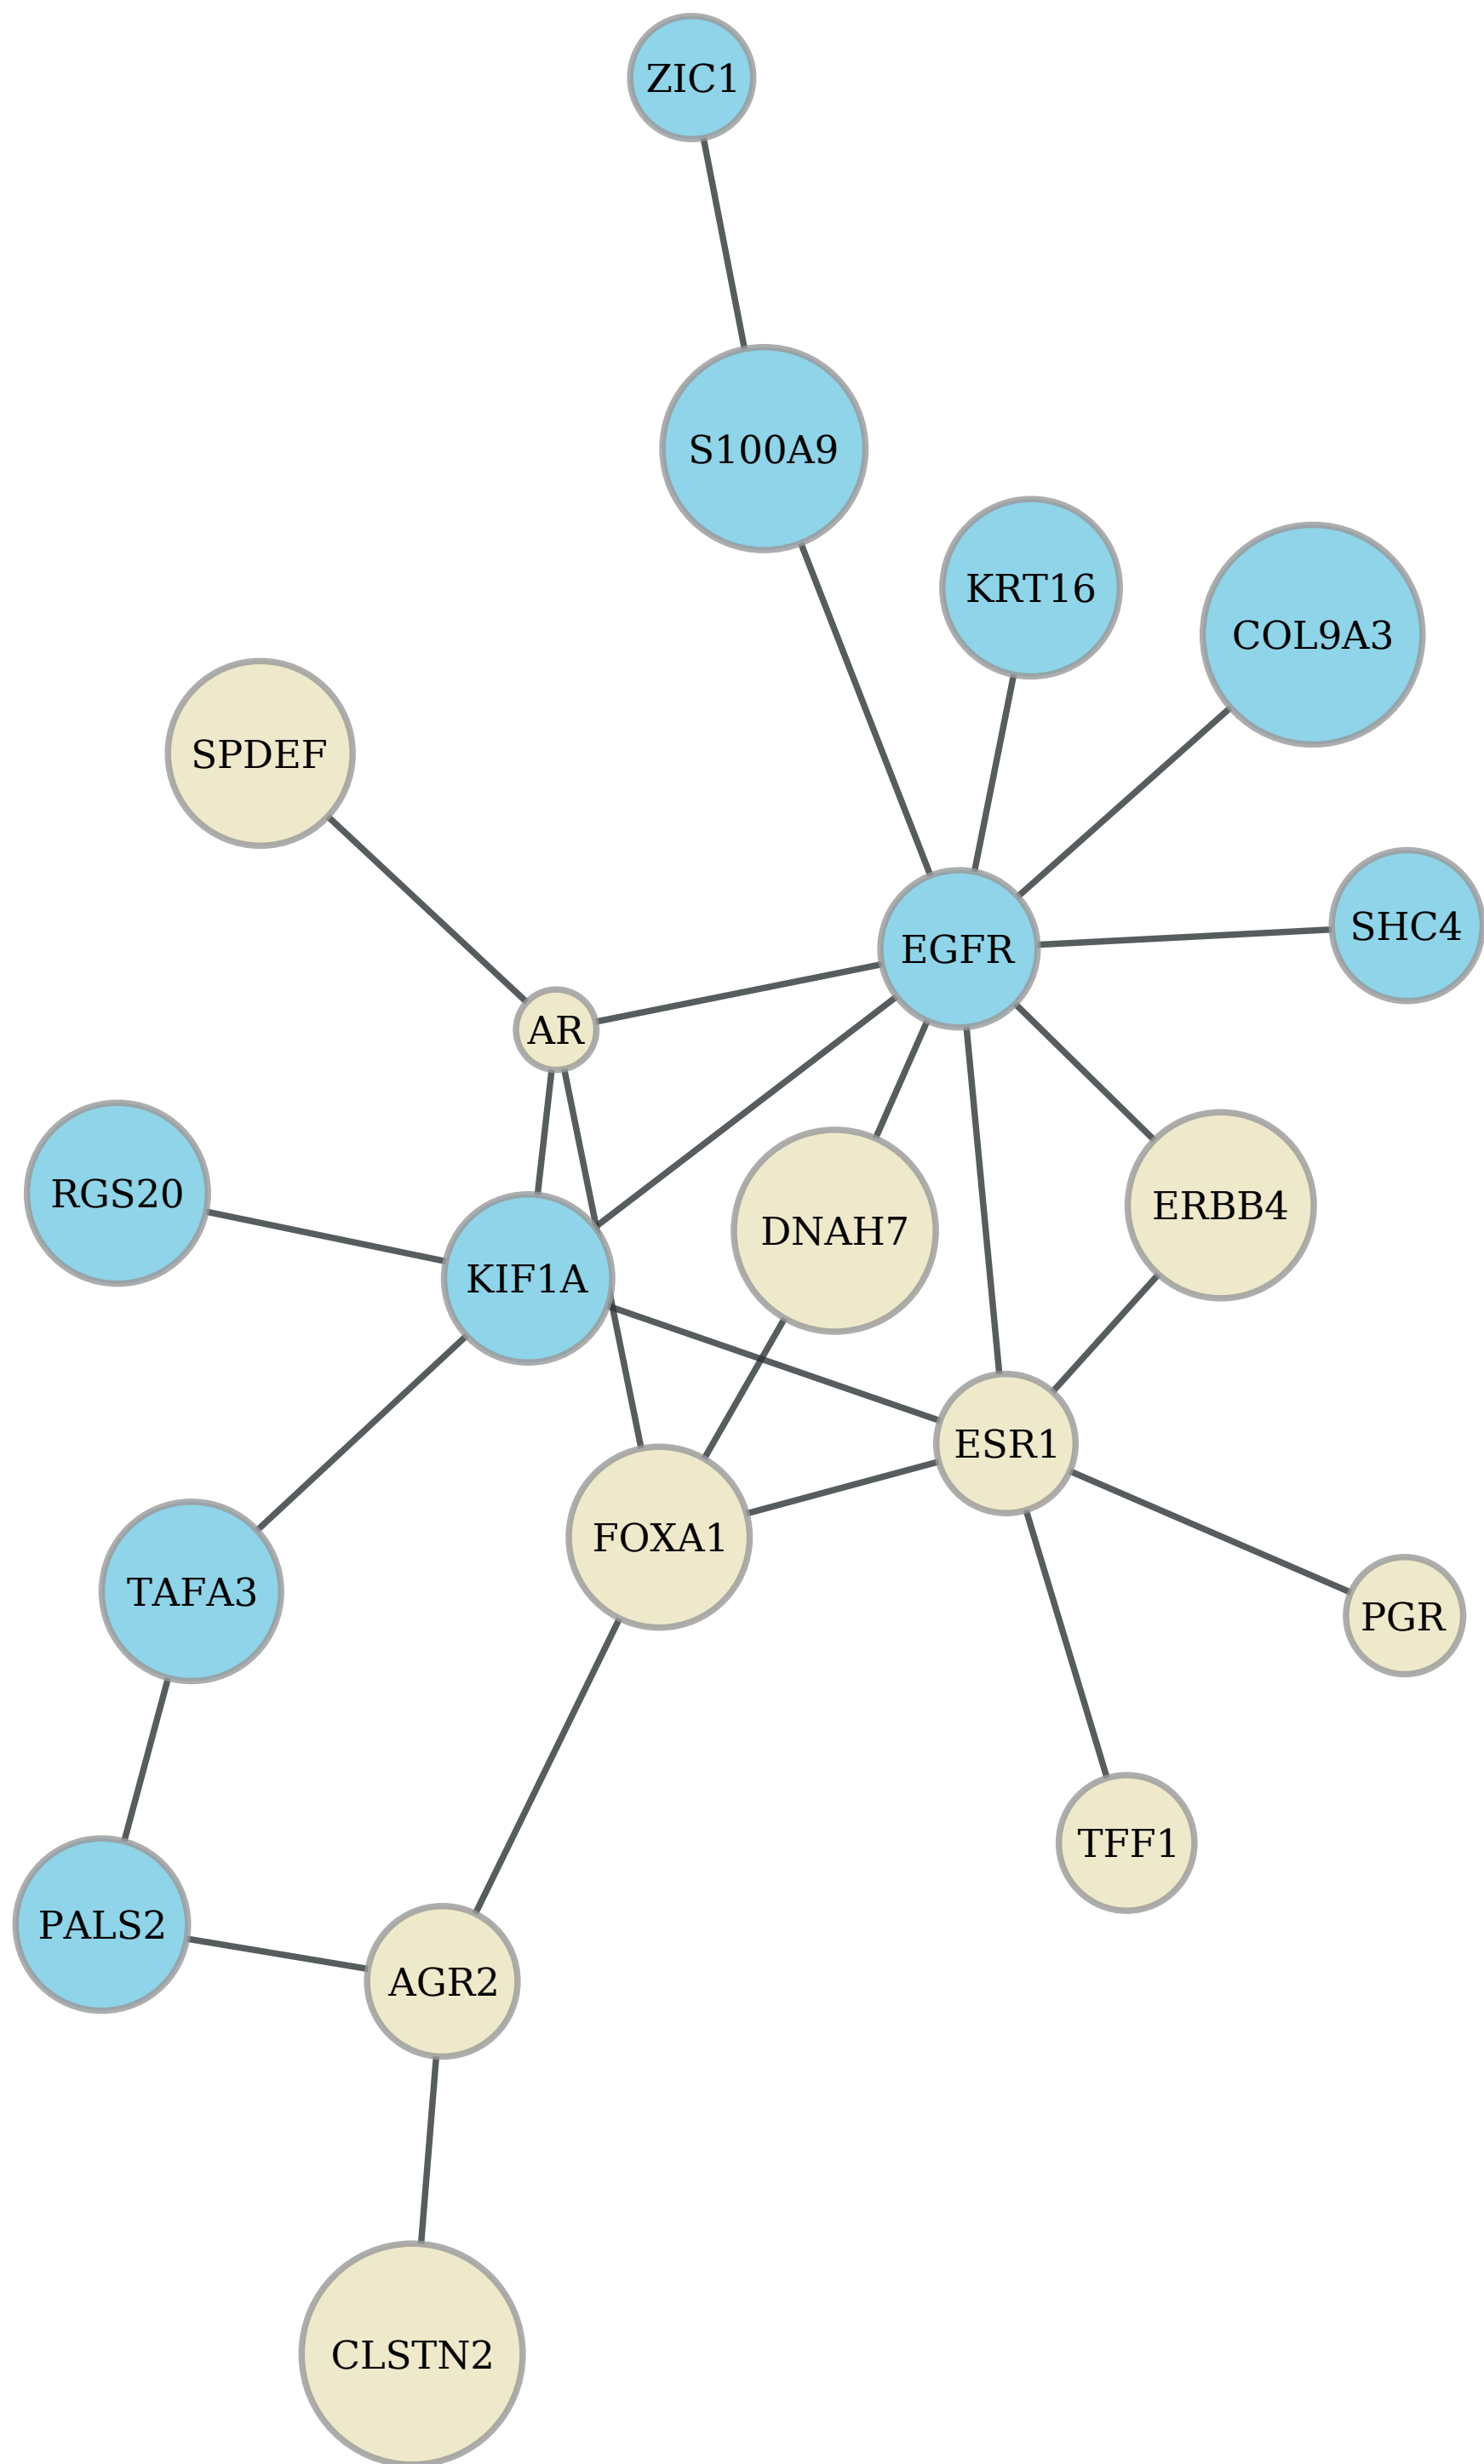 ZIC1
S100A9
KRT16
COL9A3
SPDEF
SHC4
EGFR
AR
RGS20
ERBB4
DNAH7
KIF1A
ESR1
FOXA1
TAFA3
PGR
TFF1
PALS2
AGR2
CLSTN2